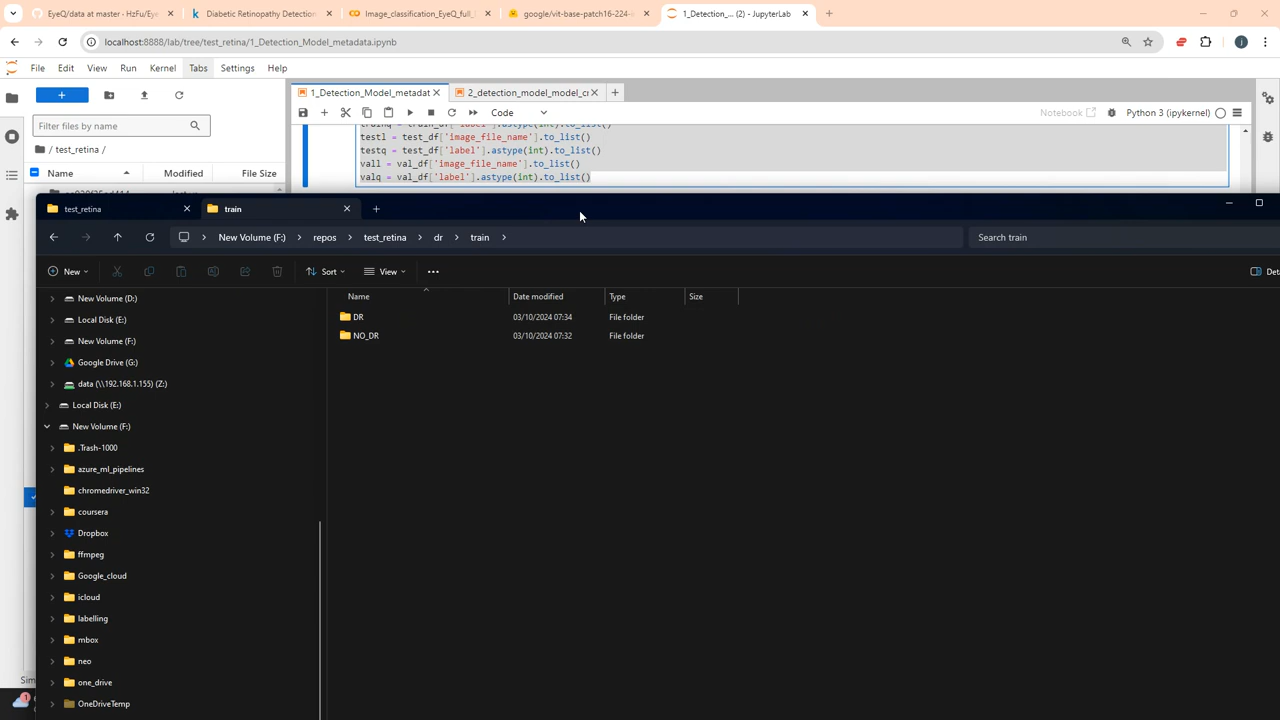 EyeQ/data at master · HzFu/Eye
Diabetic Retinopathy Detection
Image_classification_EyeQ_full_
google/vit-base-patch16-224-i
1_Detection_... (2) - JupyterLab
localhost:8888/lab/tree/test_retina/1_Detection_Model_metadata.ipynb
File Edit View Run Kernel Tabs Settings Help
1_Detection_Model_metadat
2_detection_model_model_cr
Code
Notebook
Python 3 (ipykernel)
Filter files by name
/ test_retina /
Name Modified File Size
testl = test_df['image_file_name'].to_list()
testq = test_df['label'].astype(int).to_list()
vall = val_df['image_file_name'].to_list()
valq = val_df['label'].astype(int).to_list()
test_retina
train
New Volume (F:) > repos > test_retina > dr > train >
Search train
New
Sort
View
Det
Name Date modified Type Size
DR 03/10/2024 07:34 File folder
NO_DR 03/10/2024 07:32 File folder
New Volume (D:)
Local Disk (E:)
New Volume (F:)
Google Drive (G:)
data (\\192.168.1.155) (Z:)
Local Disk (E:)
New Volume (F:)
.Trash-1000
azure_ml_pipelines
chromedriver_win32
coursera
Dropbox
ffmpeg
Google_cloud
icloud
labelling
mbox
neo
one_drive
OneDriveTemp
Sim
1